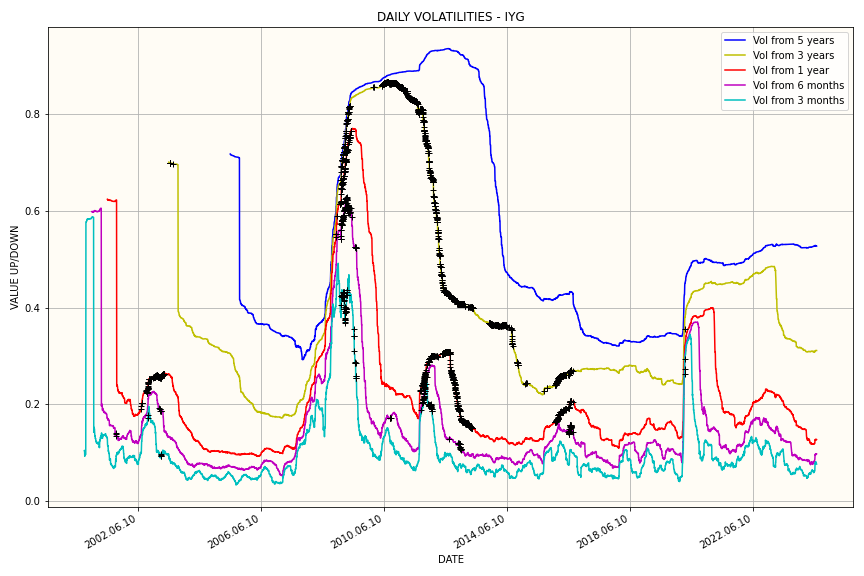 DAILY VOLATILITIES - IYG
Vol from 5 years
Vol from 3 years
Vol from 1 year
Vol from 6 months
Vol from 3 months
VALUE UP/DOWN
0.8
0.6
0.4
0.2
0.0
2002.06.10
2006.06.10
2010.06.10
2014.06.10
2018.06.10
2022.06.10
DATE